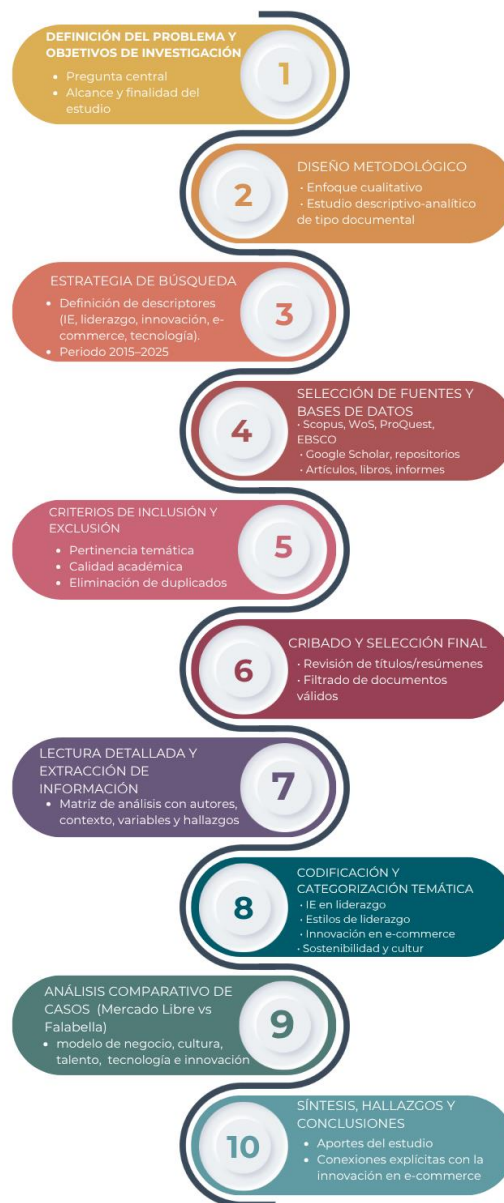 DEFINICIÓN DEL PROBLEMA Y
OBJETIVOS DE INVESTIGACIÓN
• Pregunta central
• Alcance y finalidad del
estudio
1
DISEÑO METODOLÓGICO
· Enfoque cualitativo
· Estudio descriptivo-analítico
de tipo documental
2
ESTRATEGIA DE BÚSQUEDA
• Definición de descriptores
(IE, liderazgo, innovación, e-
commerce, tecnología).
• Periodo 2015–2025
3
SELECCIÓN DE FUENTES Y
BASES DE DATOS
· Scopus, WoS, ProQuest,
EBSCO
· Google Scholar, repositorios
· Artículos, libros, informes
4
CRITERIOS DE INCLUSIÓN Y
EXCLUSIÓN
• Pertinencia temática
• Calidad académica
• Eliminación de duplicados
5
CRIBADO Y SELECCIÓN FINAL
· Revisión de títulos/resúmenes
· Filtrado de documentos
válidos
6
LECTURA DETALLADA Y
EXTRACCIÓN DE
INFORMACIÓN
• Matriz de análisis con autores,
contexto, variables y hallazgos
7
CODIFICACIÓN Y
CATEGORIZACIÓN TEMÁTICA
· IE en liderazgo
· Estilos de liderazgo
· Innovación en e-commerce
· Sostenibilidad y cultur
8
ANÁLISIS COMPARATIVO DE
CASOS (Mercado Libre vs
Falabella)
• modelo de negocio, cultura,
talento, tecnología e innovación
9
SÍNTESIS, HALLAZGOS Y
CONCLUSIONES
• Aportes del estudio
• Conexiones explícitas con la
innovación en e-commerce
10